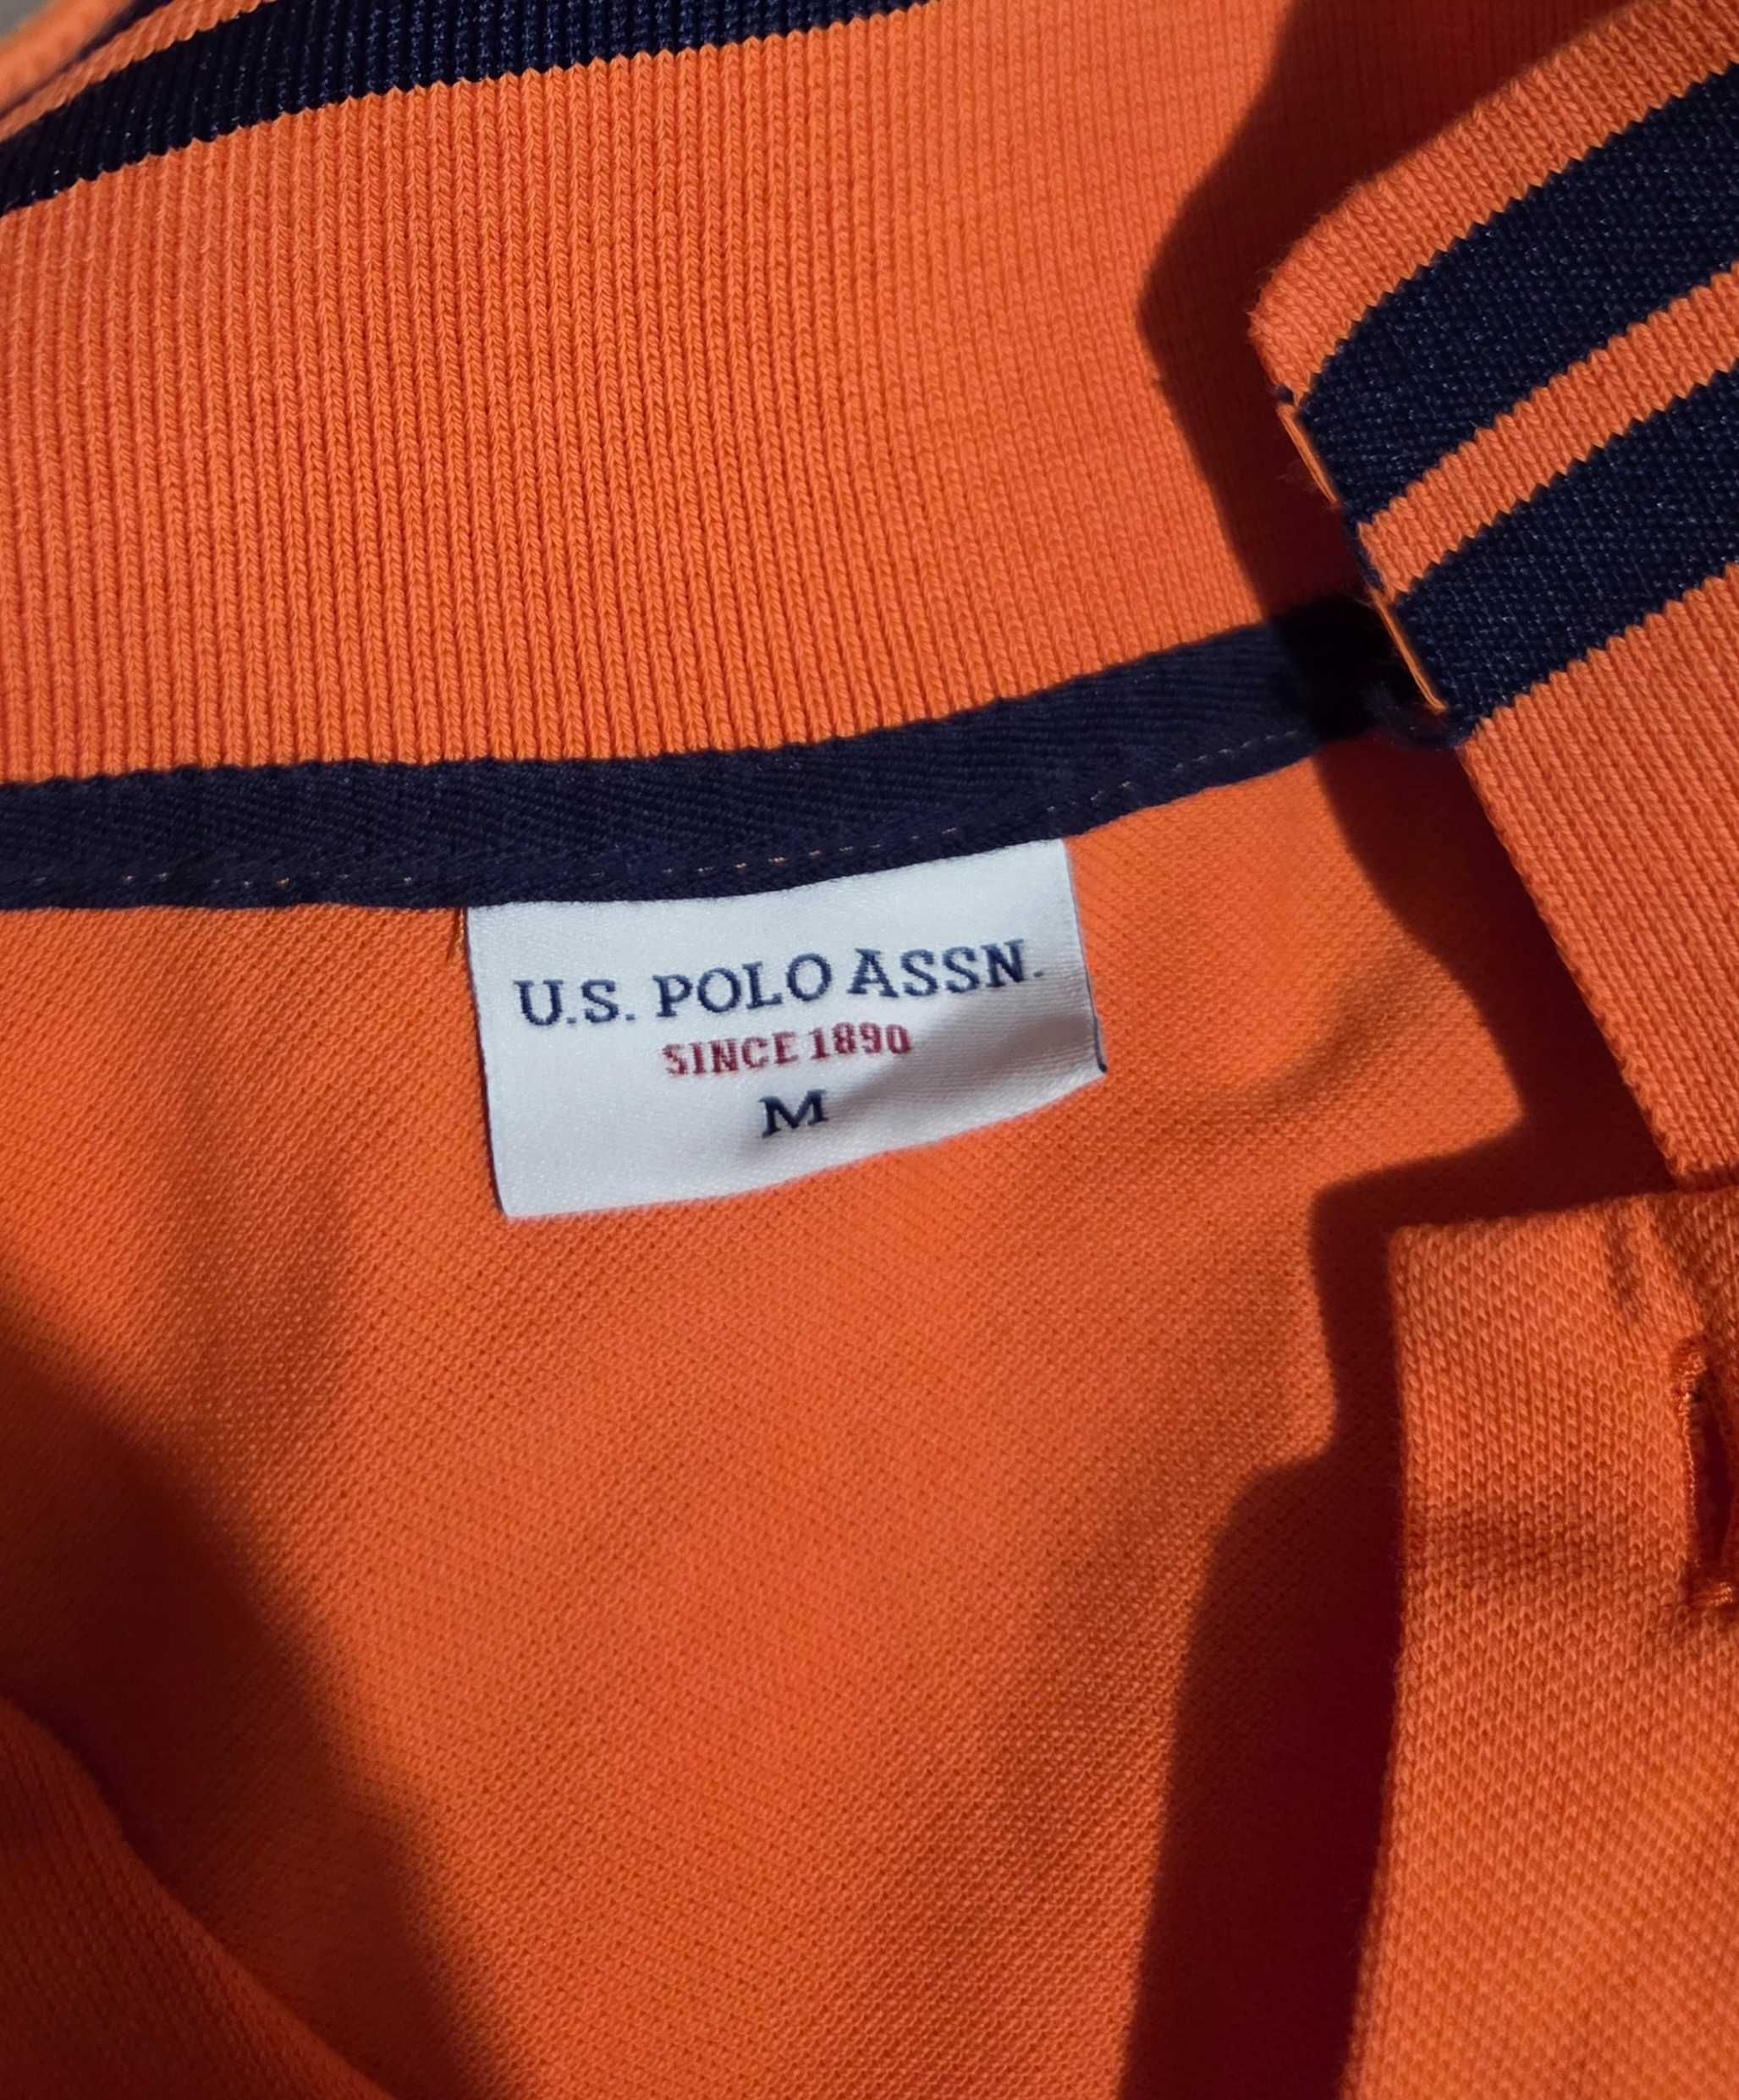 U.S. POLO ASSN.
SINCE 1890
M